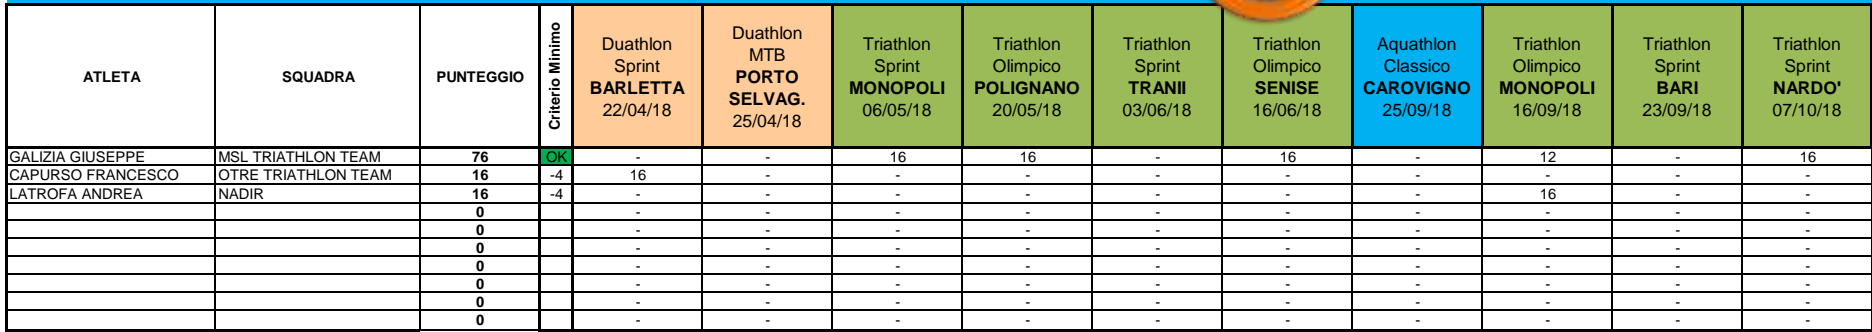 ATLETA SQUADRA PUNTEGGIO Criterio Minimo Duathlon Sprint BARLETTA 22/04/18 Duathlon MTB PORTO SELVAG. 25/04/18 Triathlon Sprint MONOPOLI 06/05/18 Triathlon Olimpico POLIGNANO 20/05/18 Triathlon Sprint TRANII 03/06/18 Triathlon Olimpico SENISE 16/06/18 Aquathlon Classico CAROVIGNO 25/09/18 Triathlon Olimpico MONOPOLI 16/09/18 Triathlon Sprint BARI 23/09/18 Triathlon Sprint NARDO' 07/10/18
GALIZIA GIUSEPPE MSL TRIATHLON TEAM 76 OK - - 16 16 - 16 - 12 - 16
CAPURSO FRANCESCO OTRE TRIATHLON TEAM 16 -4 16 - - - - - - - - -
LATROFA ANDREA NADIR 16 -4 - - - - - - - 16 - -
0 - - - - - - - - - -
0 - - - - - - - - - -
0 - - - - - - - - - -
0 - - - - - - - - - -
0 - - - - - - - - - -
0 - - - - - - - - - -
0 - - - - - - - - - -